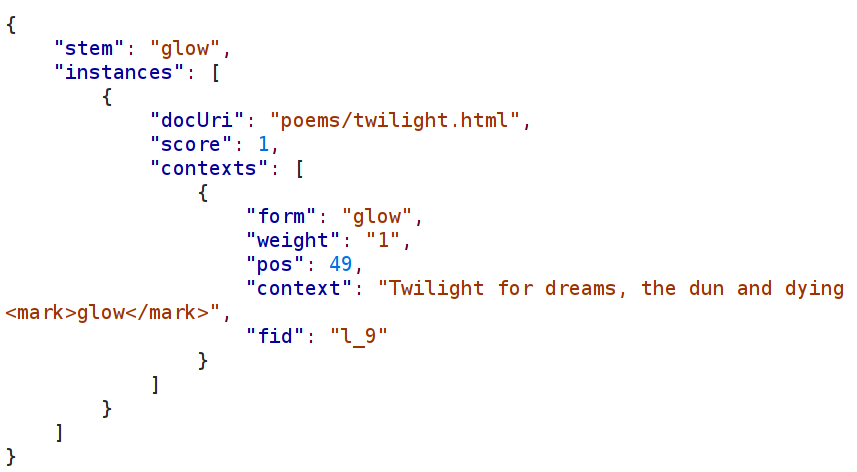 {
    "stem": "glow",
    "instances": [
        {
            "docUri": "poems/twilight.html",
            "score": 1,
            "contexts": [
                {
                    "form": "glow",
                    "weight": "1",
                    "pos": 49,
                    "context": "Twilight for dreams, the dun and dying
<mark>glow</mark>",
                    "fid": "l_9"
                }
            ]
        }
    ]
}